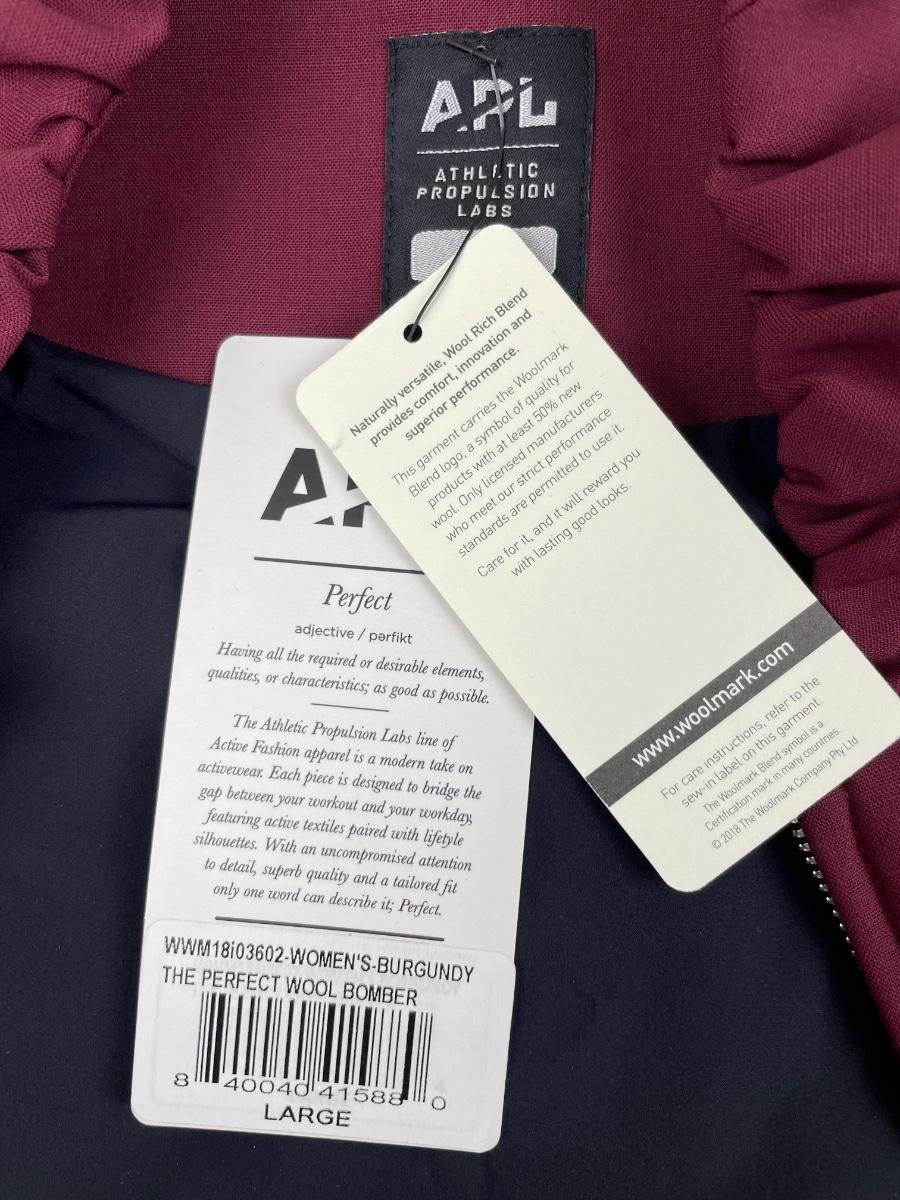 APL
ATHLETIC
PROPULSION
LABS
Naturally versatile, Wool Rich Blend
provides comfort, innovation and
superior performance.
This garment carries the Woolmark
Blend logo, a symbol of quality for
products with at least 50% new
wool. Only licensed manufacturers
who meet our strict performance
standards are permitted to use it.
Care for it, and it will reward you
with lasting good looks.
www.woolmark.com
For care instructions, refer to the
sew-in label on this garment.
The Woolmark Blend symbol is a
Certification mark in many countries.
© 2018 The Woolmark Company Pty Ltd
AP
Perfect
adjective / pərfikt
Having all the required or desirable elements,
qualities, or characteristics; as good as possible.
The Athletic Propulsion Labs line of
Active Fashion apparel is a modern take on
activewear. Each piece is designed to bridge the
gap between your workout and your workday,
featuring active textiles paired with lifetyle
silhouettes. With an uncompromised attention
to detail, superb quality and a tailored fit
only one word can describe it; Perfect.
WWM18i03602-WOMEN'S-BURGUNDY
THE PERFECT WOOL BOMBER
8 40040 41588 0
LARGE